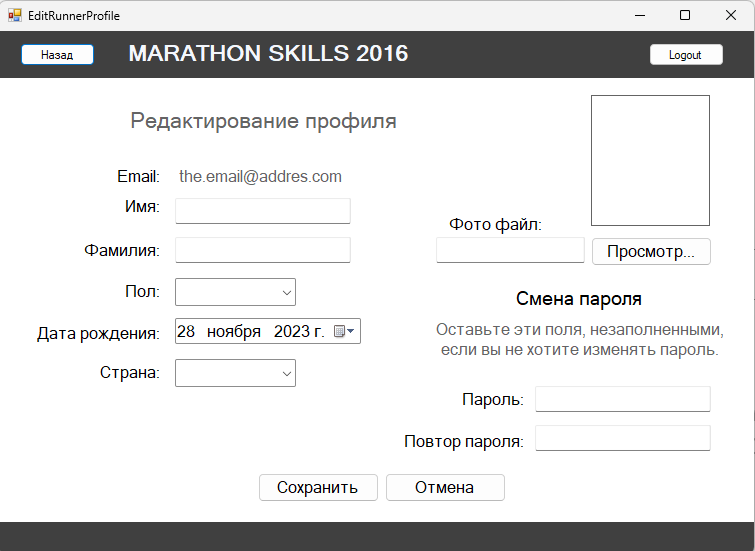 EditRunnerProfile
Назад
MARATHON SKILLS 2016
Logout
Редактирование профиля
Email:
the.email@addres.com
Имя:
Фото файл:
Фамилия:
Просмотр...
Пол:
Смена пароля
Дата рождения:
28 ноября 2023 г.
Оставьте эти поля, незаполненными,
если вы не хотите изменять пароль.
Страна:
Пароль:
Повтор пароля:
Сохранить
Отмена